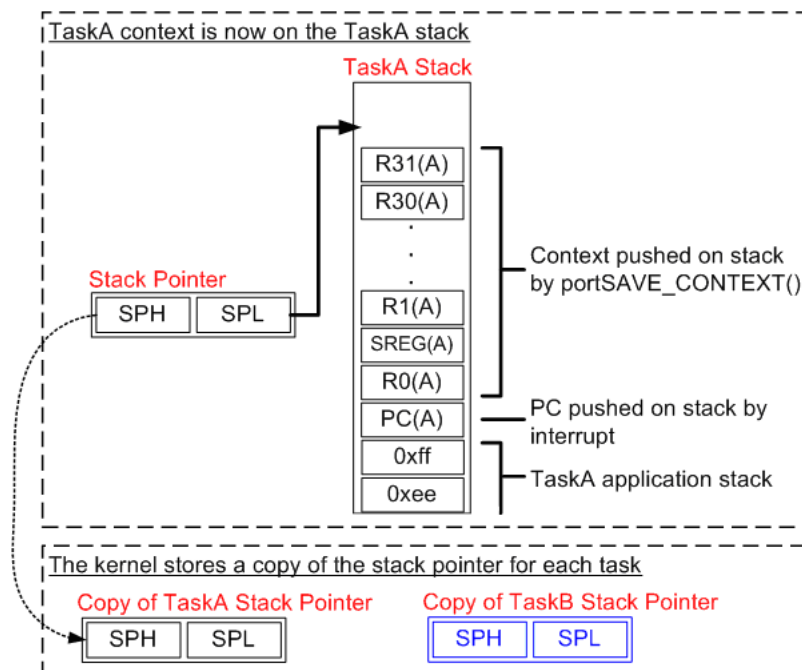 TaskA context is now on the TaskA stack
TaskA Stack
R31(A)
R30(A)
.
.
.
Context pushed on stack
by portSAVE_CONTEXT()
Stack Pointer
SPH SPL
R1(A)
SREG(A)
R0(A)
PC(A)
PC pushed on stack by
interrupt
0xff
0xee
TaskA application stack
The kernel stores a copy of the stack pointer for each task
Copy of TaskA Stack Pointer
SPH SPL
Copy of TaskB Stack Pointer
SPH SPL